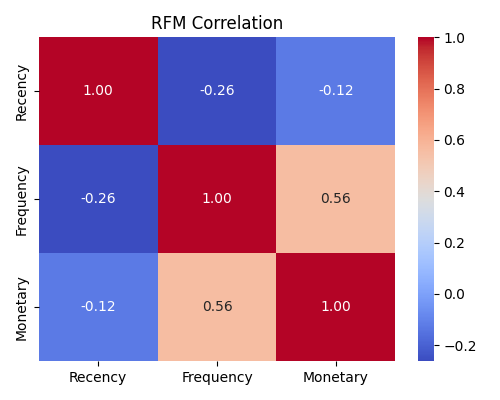 RFM Correlation
Recency
Frequency
Monetary
1.00 -0.26 -0.12
-0.26 1.00 0.56
-0.12 0.56 1.00
Recency Frequency Monetary
1.0
0.8
0.6
0.4
0.2
0.0
−0.2